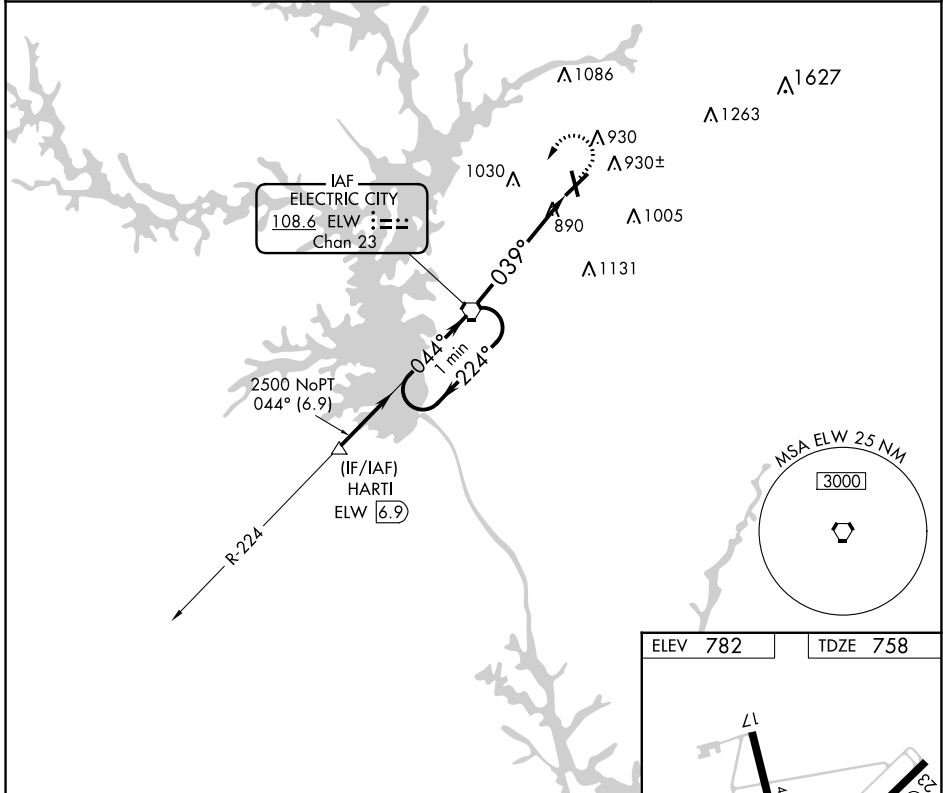 1086
1627
1263
930
930±
1030
IAF
ELECTRIC CITY
108.6 ELW
Chan 23
1005
890
039°
1131
044°
1 min
224°
2500 NoPT
044° (6.9)
(IF/IAF)
HARTI
ELW 6.9
R-224
MSA ELW 25 NM
3000
ELEV 782
TDZE 758
17
23
4